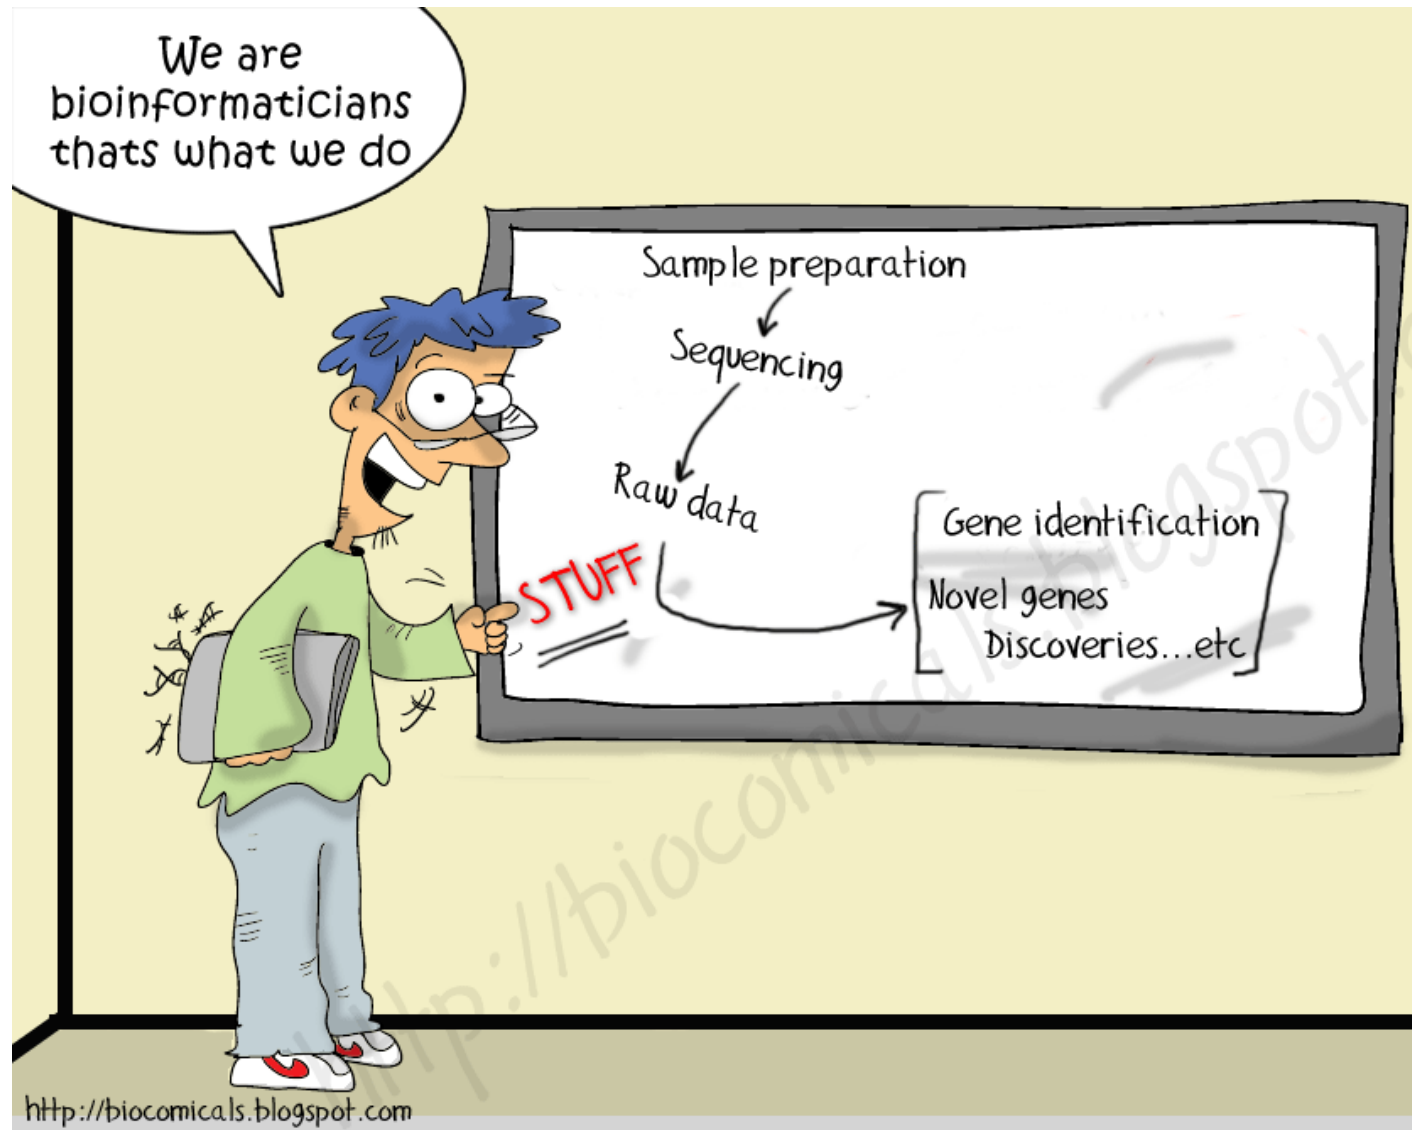 We are
bioinformaticians
thats what we do
Sample preparation
Sequencing
Raw data
STUFF
Gene identification
Novel genes
Discoveries...etc
http://biocomicals.blogspot.com
http://biocomicals.blogspot.c